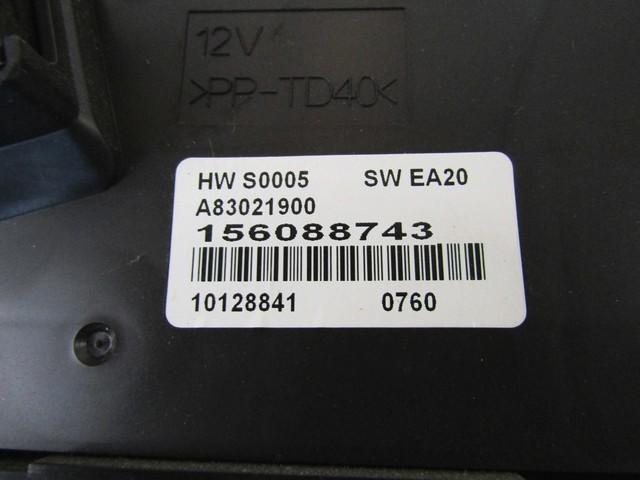 12V
>PP-TD40<
HW S0005 SW EA20
A83021900
156088743
10128841 0760